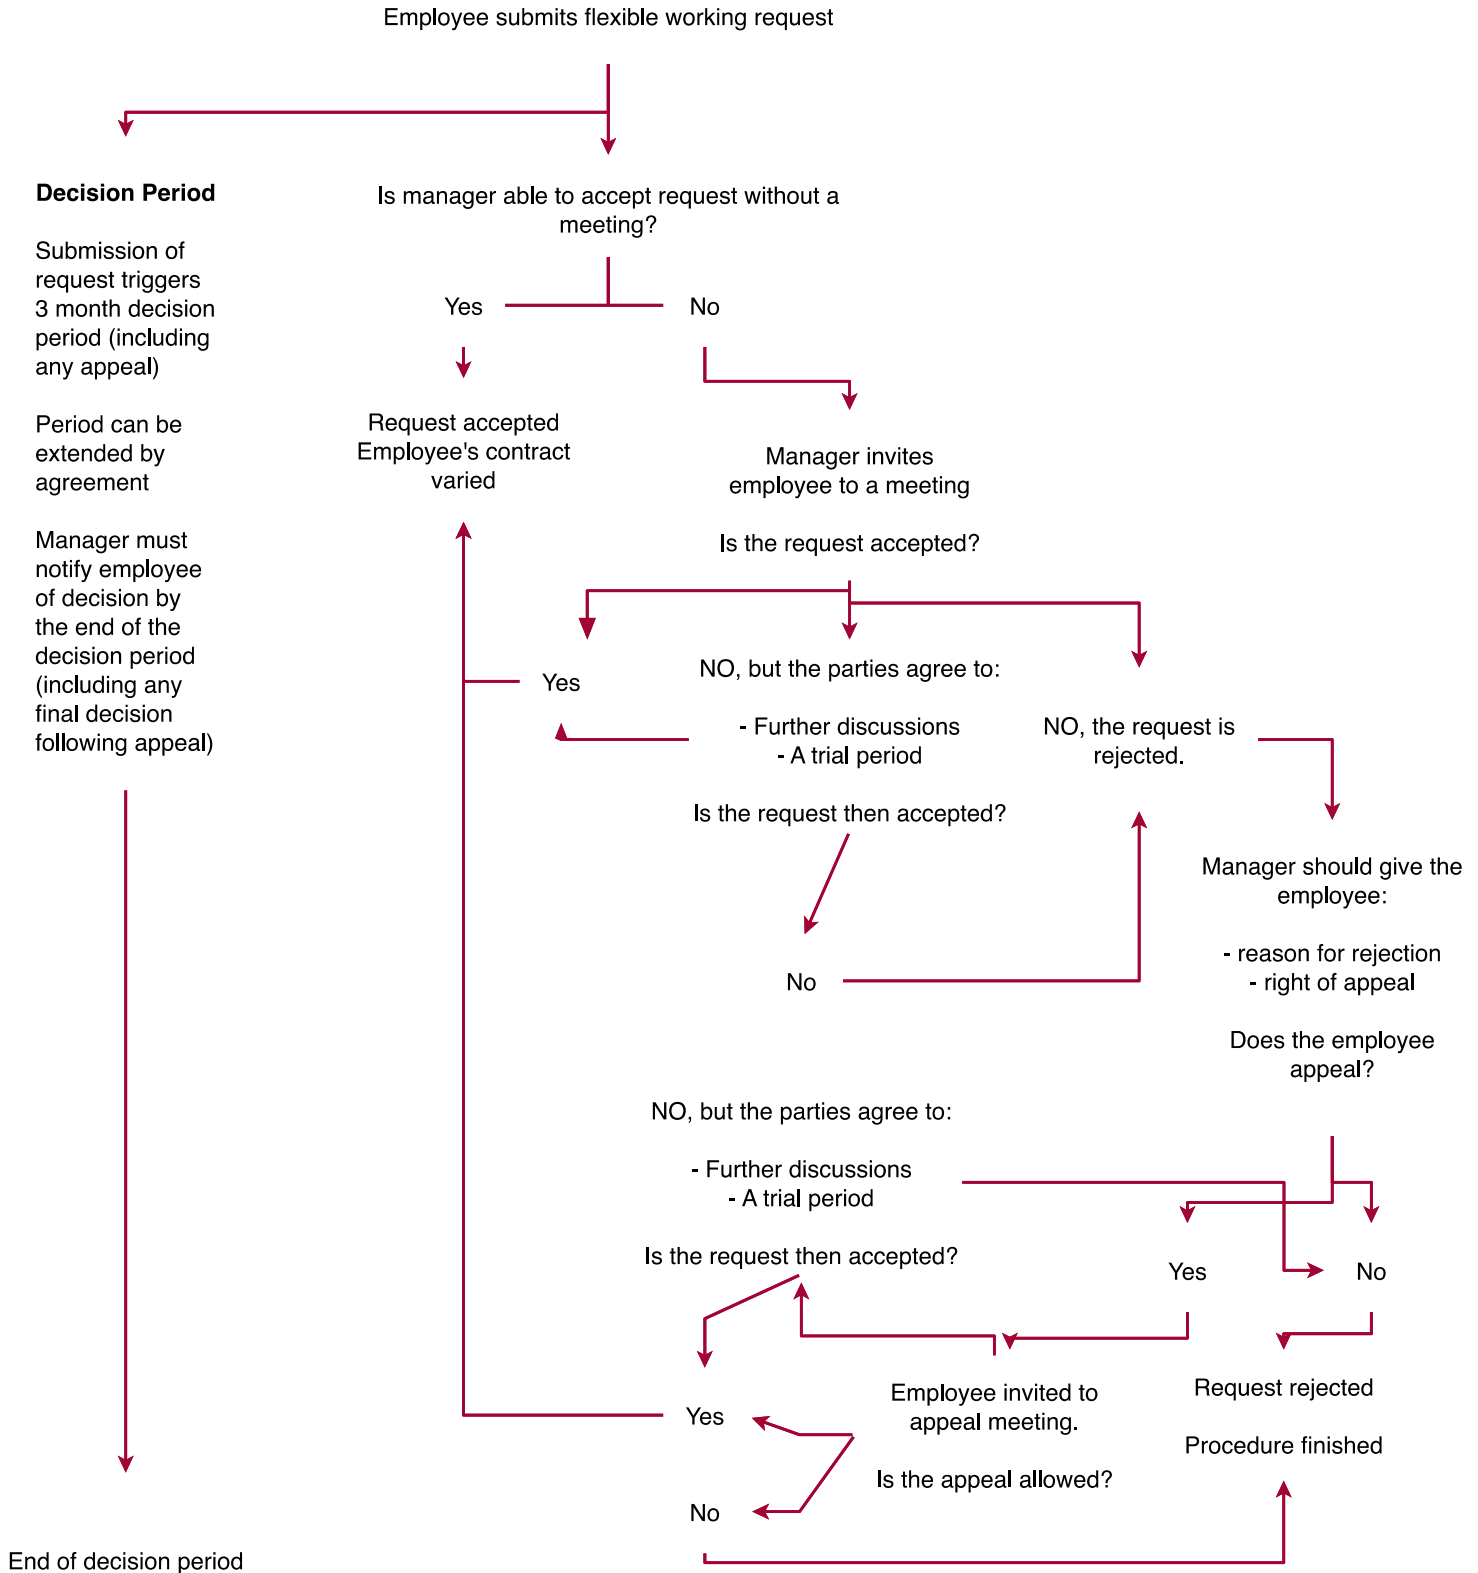 Employee submits flexible working request
Decision Period
Submission of
request triggers
3 month decision
period (including
any appeal)
Period can be
extended by
agreement
Manager must
notify employee
of decision by
the end of the
decision period
(including any
final decision
following appeal)
End of decision period
Is manager able to accept request without a
meeting?
Yes
No
Request accepted
Employee's contract
varied
Manager invites
employee to a meeting
Is the request accepted?
Yes
NO, but the parties agree to:
- Further discussions
- A trial period
Is the request then accepted?
No
NO, the request is
rejected.
Manager should give the
employee:
- reason for rejection
- right of appeal
Does the employee
appeal?
Yes
No
NO, but the parties agree to:
- Further discussions
- A trial period
Is the request then accepted?
Employee invited to
appeal meeting.
Is the appeal allowed?
Yes
No
Request rejected
Procedure finished